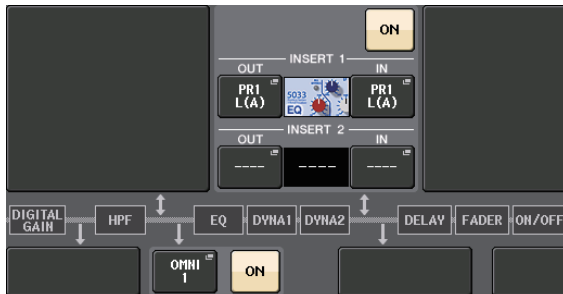 ON
INSERT 1
OUT
IN
PR1
L(A)
5033
EQ
PR1
L(A)
INSERT 2
OUT
IN
----
----
----
DIGITAL
GAIN
HPF
EQ
DYNA1
DYNA2
DELAY
FADER
ON/OFF
OMNI
1
ON